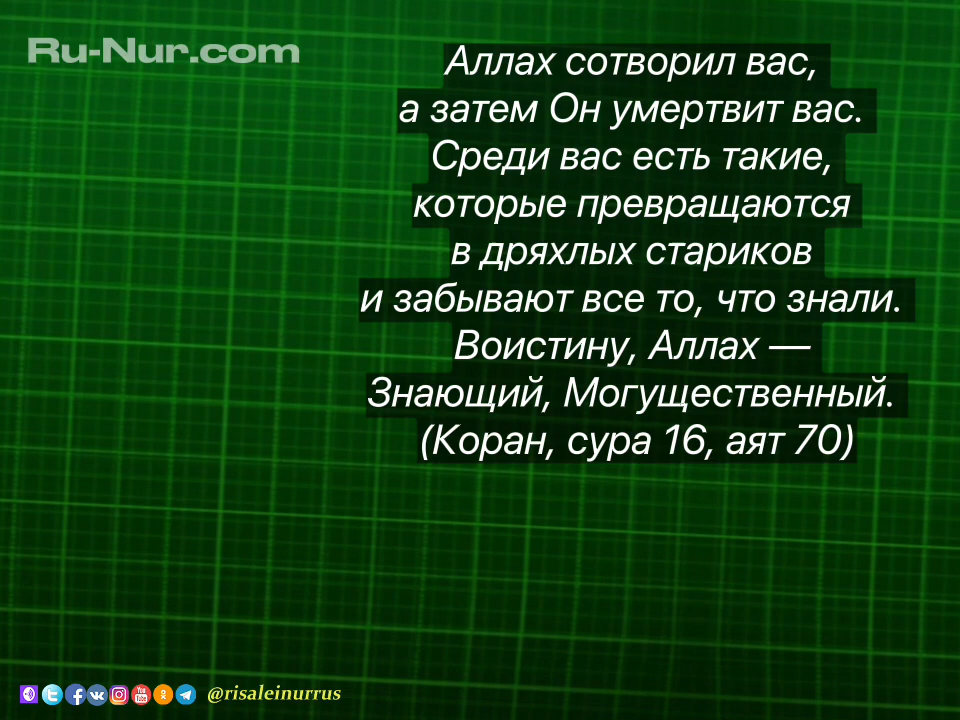 Ru-Nur.com
Аллах сотворил вас,
а затем Он умертвит вас.
Среди вас есть такие,
которые превращаются
в дряхлых стариков
и забывают все то, что знали.
Воистину, Аллах —
Знающий, Могущественный.
(Коран, сура 16, аят 70)
@risaleinurrus